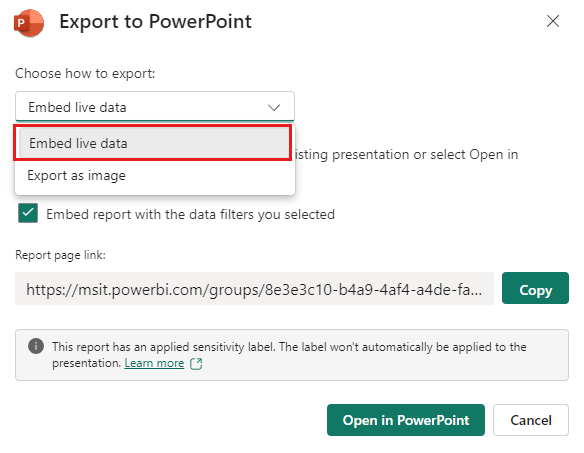 P
Export to PowerPoint
Choose how to export:
Embed live data
Embed live data
isting presentation or select Open in
Export as image
Embed report with the data filters you selected
Report page link:
https://msit.powerbi.com/groups/8e3e3c10-b4a9-4af4-a4de-fa...
Copy
This report has an applied sensitivity label. The label won't automatically be applied to the
presentation. Learn more
Open in PowerPoint
Cancel